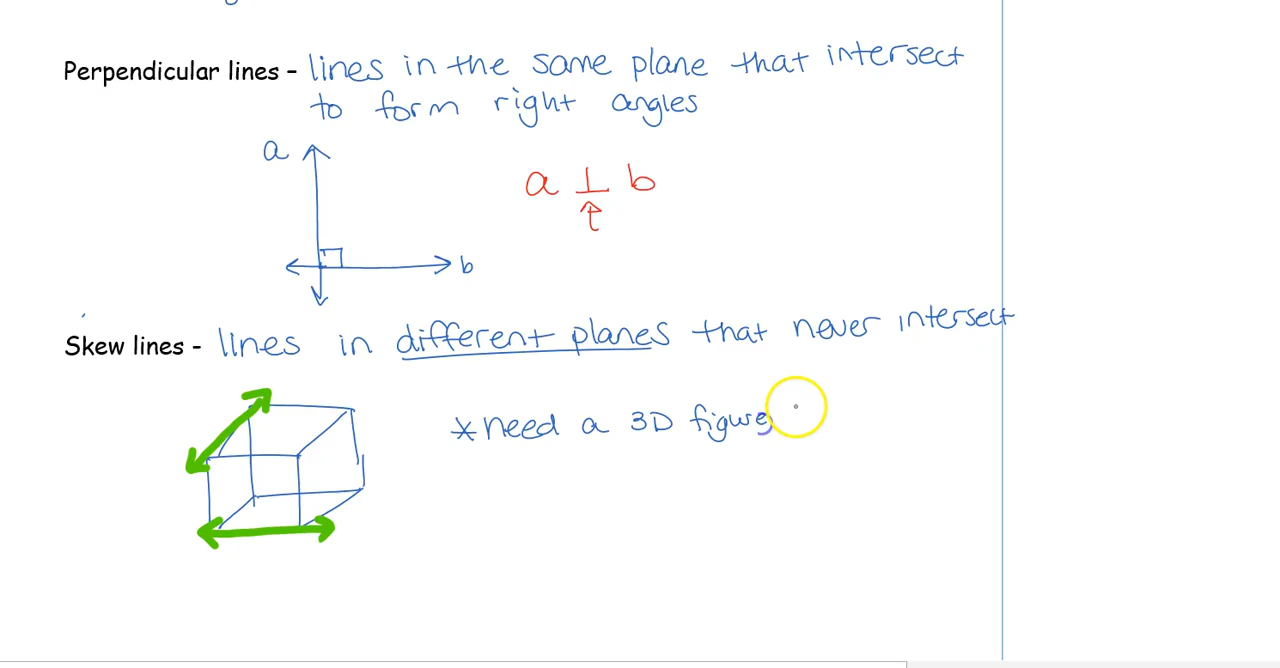 Perpendicular lines – lines in the same plane that intersect
to form right angles
a
a ⊥ b
b
Skew lines - lines in different planes that never intersect
*need a 3D figure